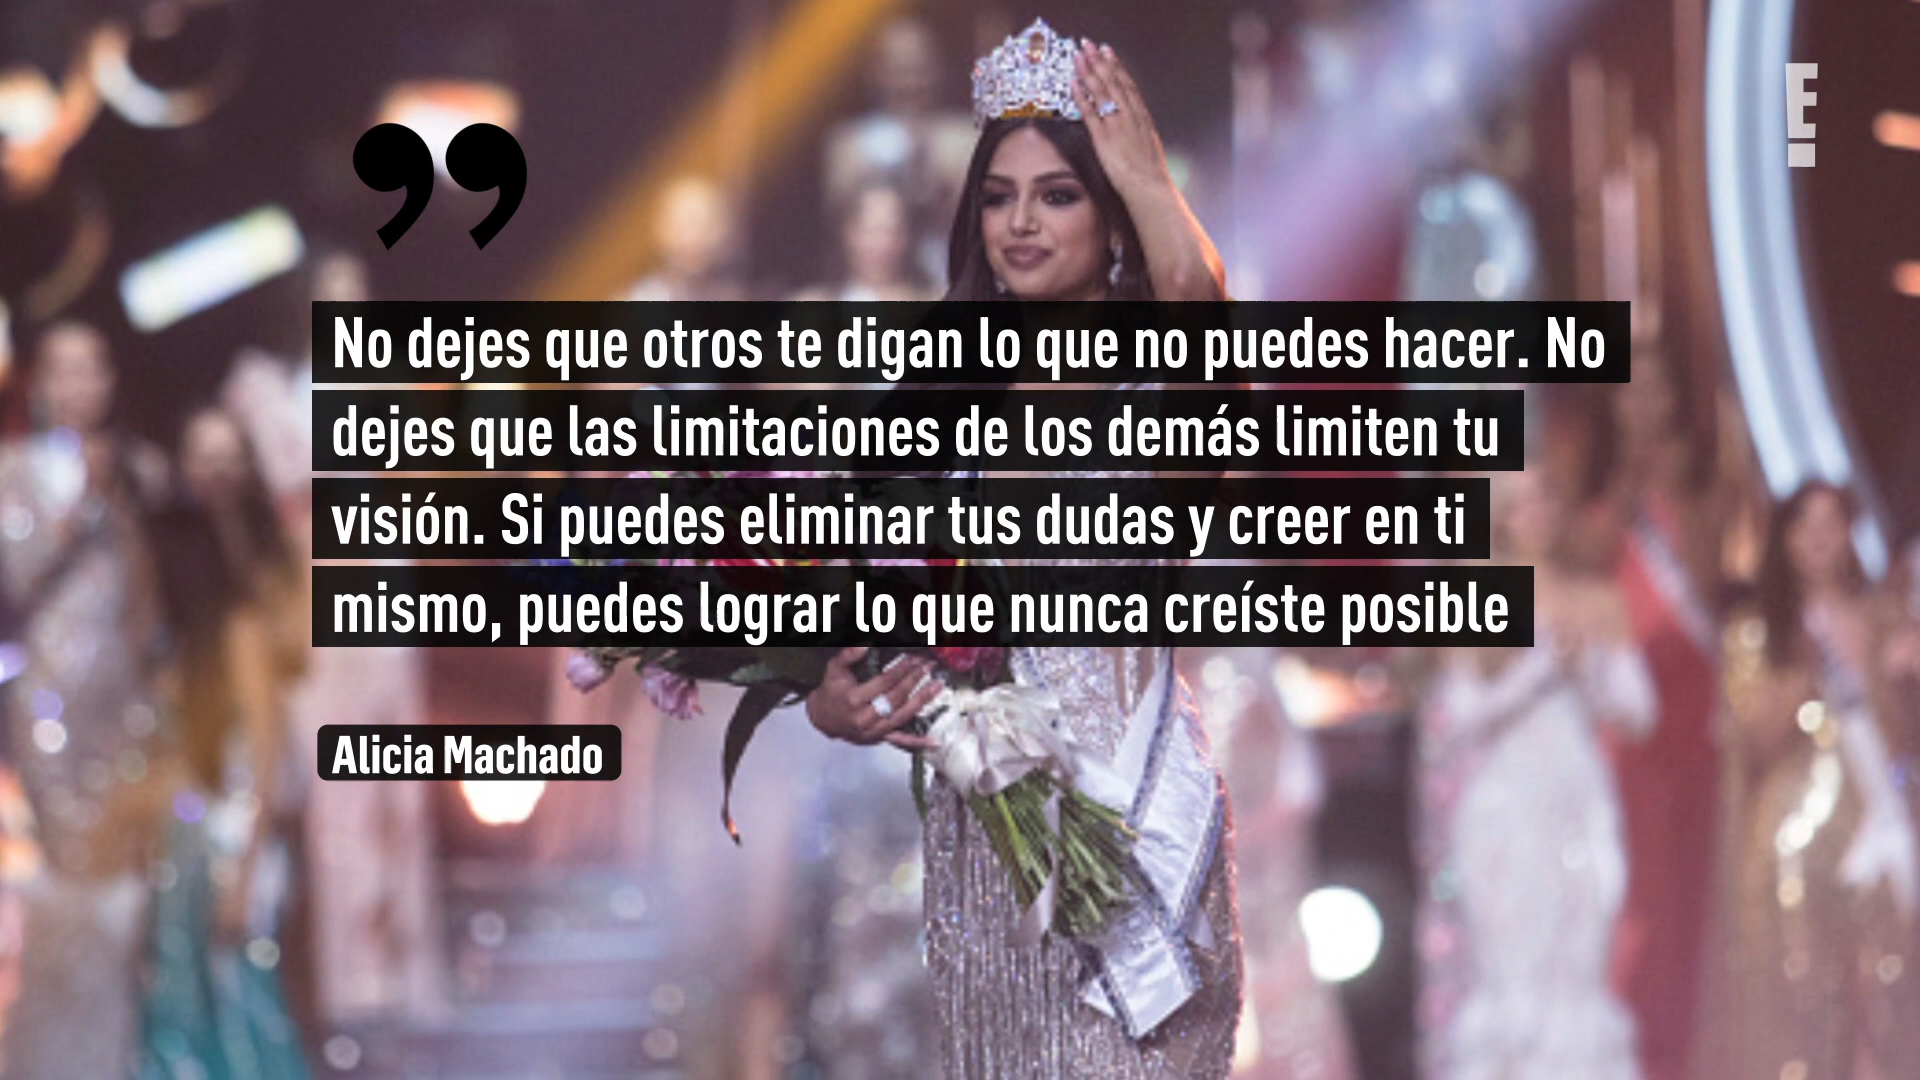 E!
”
No dejes que otros te digan lo que no puedes hacer. No
dejes que las limitaciones de los demás limiten tu
visión. Si puedes eliminar tus dudas y creer en ti
mismo, puedes lograr lo que nunca creíste posible
Alicia Machado